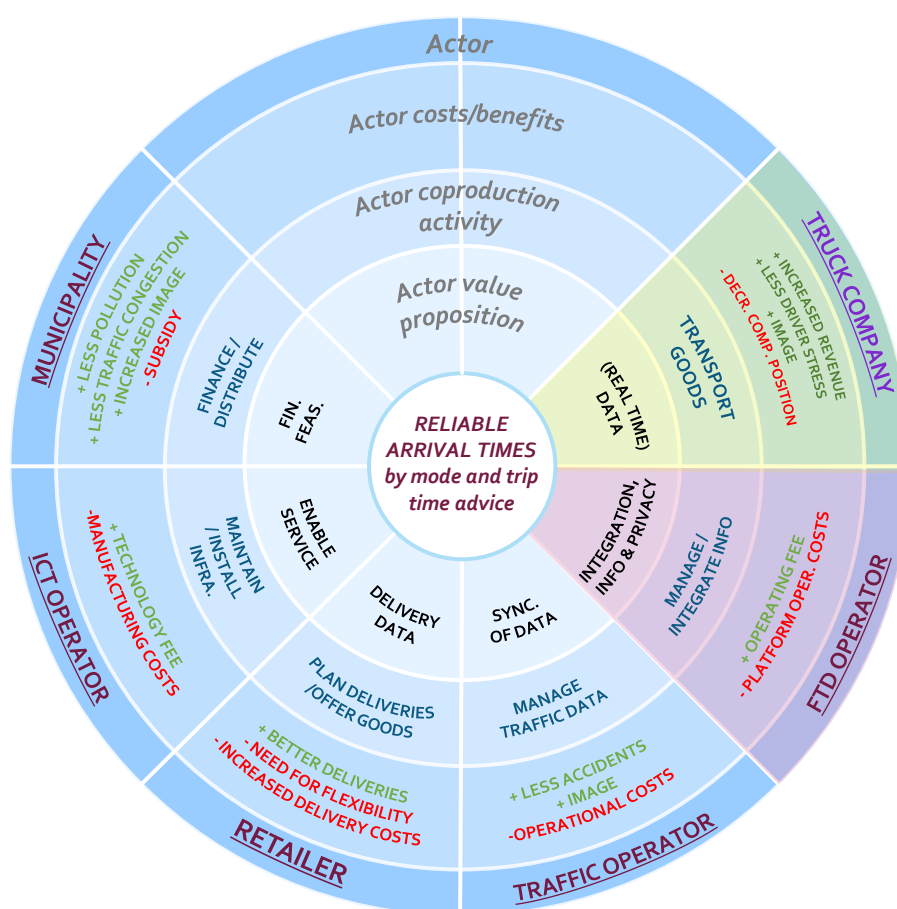 Actor
Actor costs/benefits
Actor coproduction
activity
Actor value
proposition
RELIABLE
ARRIVAL TIMES
by mode and trip
time advice
TRUCK COMPANY
+ INCREASED REVENUE
+ LESS DRIVER STRESS
+ IMAGE
- DECR. COMP. POSITION
TRANSPORT
GOODS
(REAL TIME)
DATA
FTD OPERATOR
+ OPERATING FEE
- PLATFORM OPER. COSTS
MANAGE /
INTEGRATE INFO
INTEGRATION,
INFO & PRIVACY
SYNC.
OF DATA
MANAGE
TRAFFIC DATA
+ LESS ACCIDENTS
+ IMAGE
-OPERATIONAL COSTS
TRAFFIC OPERATOR
DELIVERY
DATA
PLAN DELIVERIES
/OFFER GOODS
+ BETTER DELIVERIES
- NEED FOR FLEXIBILITY
- INCREASED DELIVERY COSTS
RETAILER
ENABLE
SERVICE
MAINTAIN
/ INSTALL
INFRA.
+ TECHNOLOGY FEE
-MANUFACTURING COSTS
ICT OPERATOR
MUNICIPALITY
+ LESS POLLUTION
+ LESS TRAFFIC CONGESTION
+ INCREASED IMAGE
- SUBSIDY
FINANCE /
DISTRIBUTE
FIN.
FEAS.